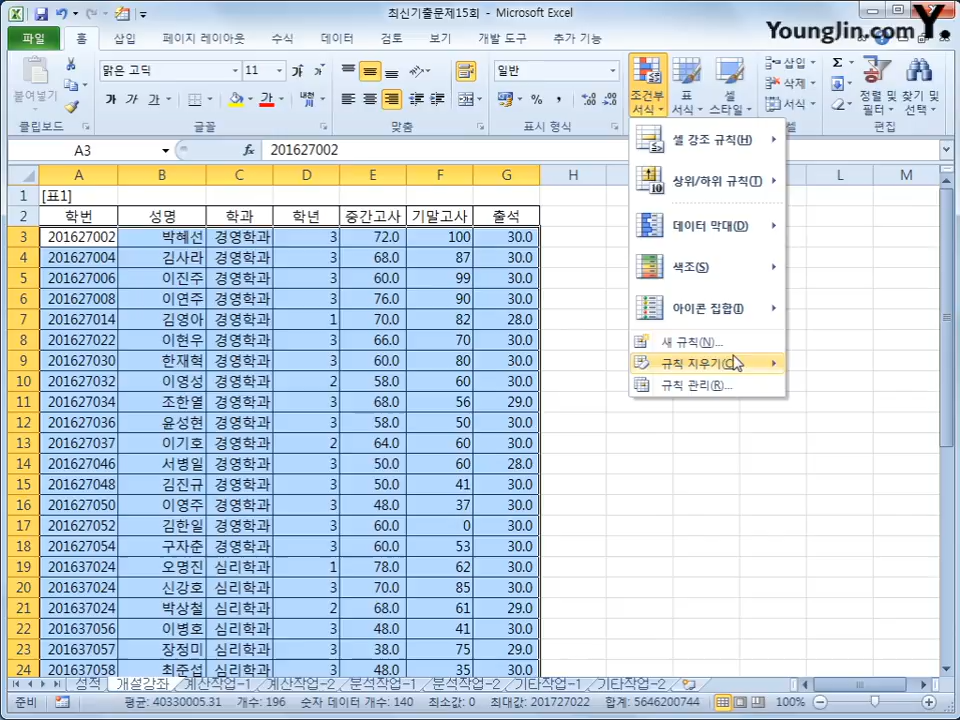 최신기출문제15회 - Microsoft Excel
Younglin.com Y.
파일 홈 삽입 페이지 레이아웃 수식 데이터 검토 보기 개발 도구 추가 기능
맑은 고딕 11 가 가 일반
붙여넣기 가 가 가 가 % , 조건부 서식 표 서식 셀 스타일 삽입 삭제 서식 Σ 정렬 및 필터 찾기 및 선택
클립보드 글꼴 맞춤 표시 형식 셀 편집
A3 fx 201627002
A B C D E F G H L M
1 [표1]
2 학번 성명 학과 학년 중간고사 기말고사 출석
3 201627002 박혜선 경영학과 3 72.0 100 30.0
4 201627004 김사라 경영학과 3 68.0 87 30.0
5 201627006 이진주 경영학과 3 60.0 99 30.0
6 201627008 이연주 경영학과 3 76.0 90 30.0
7 201627014 김영아 경영학과 1 70.0 82 28.0
8 201627022 이현우 경영학과 3 66.0 70 30.0
9 201627030 한재혁 경영학과 3 60.0 80 30.0
10 201627032 이영성 경영학과 2 58.0 60 30.0
11 201627034 조한열 경영학과 3 68.0 56 29.0
12 201627036 윤성현 경영학과 3 58.0 50 30.0
13 201627037 이기호 경영학과 2 64.0 60 30.0
14 201627046 서병일 경영학과 3 50.0 60 28.0
15 201627048 김진규 경영학과 3 50.0 41 30.0
16 201627050 이영주 경영학과 3 48.0 37 30.0
17 201627052 김한일 경영학과 3 60.0 0 30.0
18 201627054 구자춘 경영학과 3 60.0 53 30.0
19 201637024 오명진 심리학과 1 78.0 62 30.0
20 201637024 신강호 심리학과 3 70.0 85 30.0
21 201637024 박상철 심리학과 2 68.0 61 29.0
22 201637056 이병호 심리학과 3 48.0 41 30.0
23 201637057 장정미 심리학과 3 38.0 75 30.0
24 201637058 최준섭 심리학과 3 48.0 35 30.0
셀 강조 규칙(H)
상위/하위 규칙(T)
데이터 막대(D)
색조(S)
아이콘 집합(I)
새 규칙(N)...
규칙 지우기(C)
규칙 관리(R)...
성적 개설강좌 계산작업-1 계산작업-2 분석작업-1 분석작업-2 기타작업-1 기타작업-2
준비 평균: 40330005.31 개수: 196 숫자 데이터 개수: 140 최소값: 0 최대값: 201727022 합계: 5646200744 100%